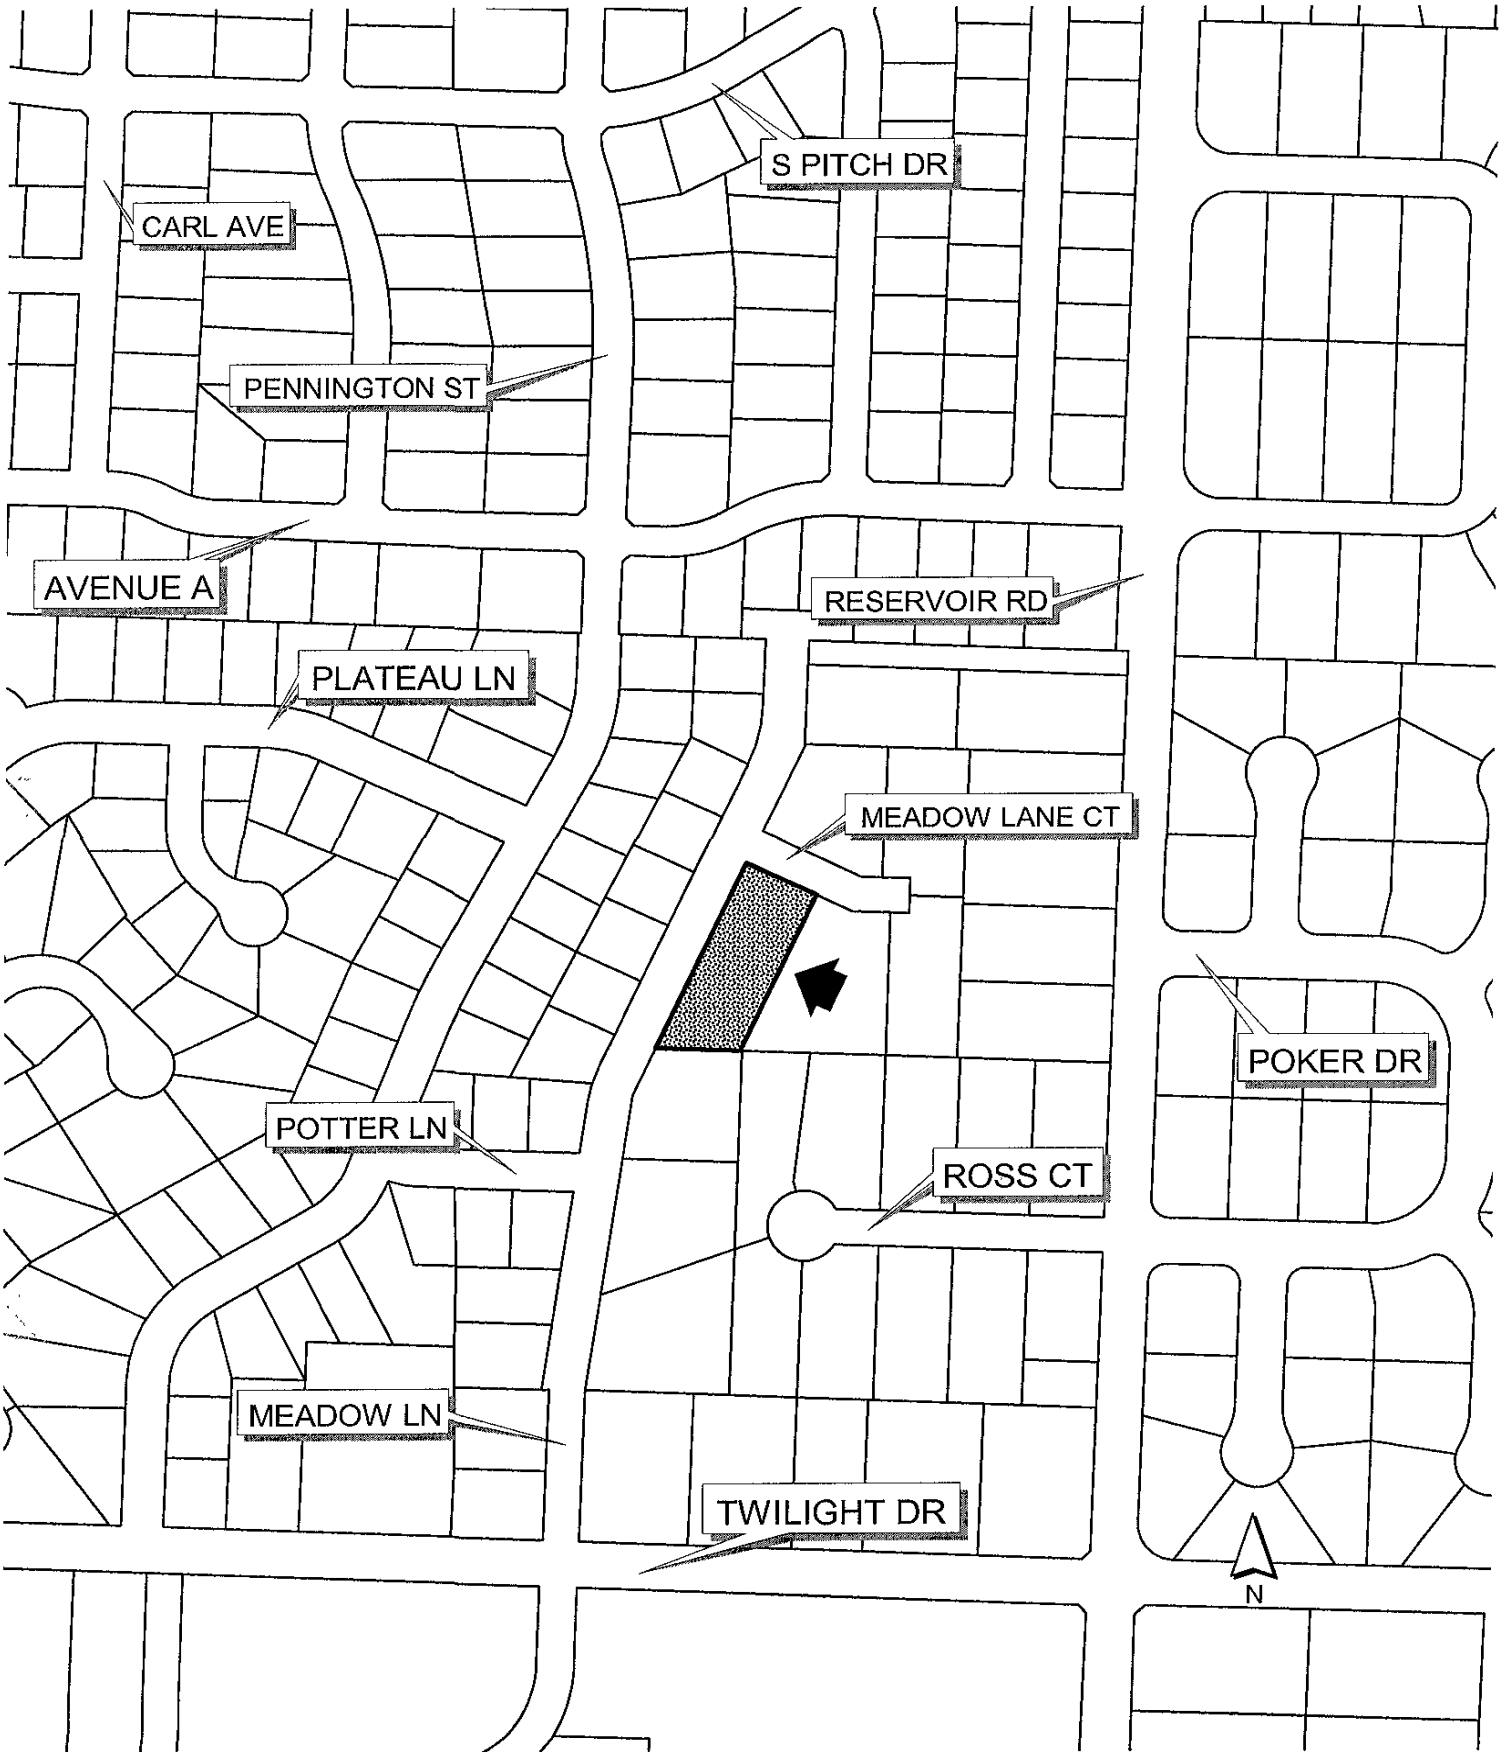 S PITCH DR
CARL AVE
PENNINGTON ST
AVENUE A
RESERVOIR RD
PLATEAU LN
MEADOW LANE CT
POKER DR
POTTER LN
ROSS CT
MEADOW LN
TWILIGHT DR
N